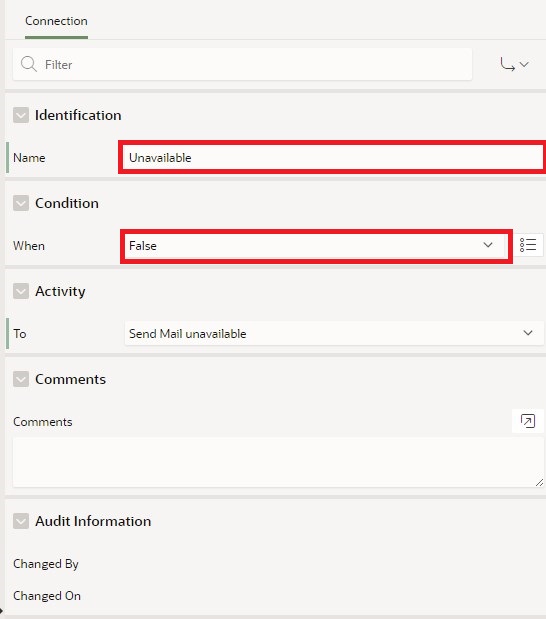 Connection
Filter
Identification
Name Unavailable
Condition
When False
Activity
To Send Mail unavailable
Comments
Comments
Audit Information
Changed By
Changed On